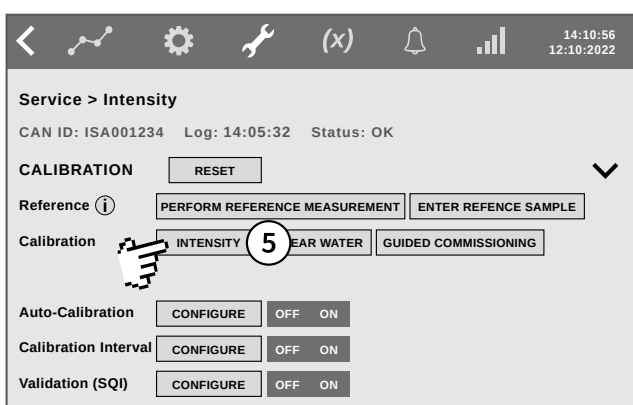 (x)
14:10:56
12:10:2022
Service > Intensity
CAN ID: ISA001234 Log: 14:05:32 Status: OK
CALIBRATION RESET
Reference i PERFORM REFERENCE MEASUREMENT ENTER REFENCE SAMPLE
Calibration INTENSITY 5 EAR WATER GUIDED COMMISSIONING
Auto-Calibration CONFIGURE OFF ON
Calibration Interval CONFIGURE OFF ON
Validation (SQI) CONFIGURE OFF ON